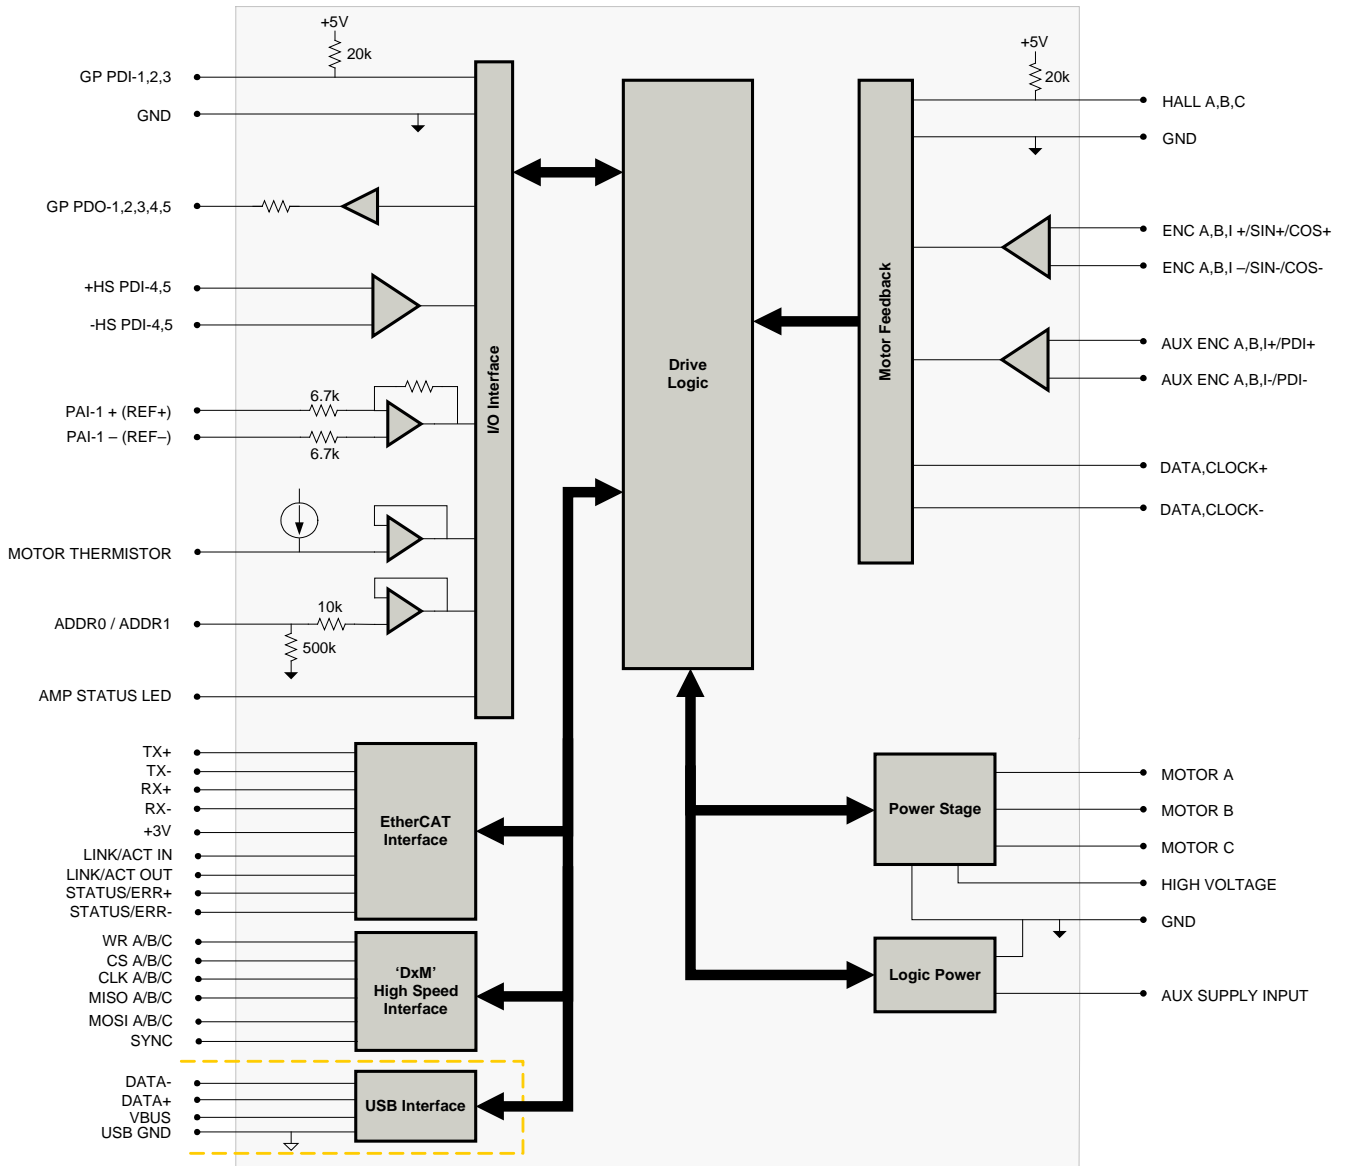 +5V
20k
GP PDI-1,2,3
GND
GP PDO-1,2,3,4,5
+HS PDI-4,5
-HS PDI-4,5
PAI-1 + (REF+)
6.7k
PAI-1 – (REF–)
6.7k
MOTOR THERMISTOR
ADDR0 / ADDR1
10k
500k
AMP STATUS LED
I/O Interface
Drive
Logic
Motor Feedback
+5V
20k
HALL A,B,C
GND
ENC A,B,I +/SIN+/COS+
ENC A,B,I –/SIN-/COS-
AUX ENC A,B,I+/PDI+
AUX ENC A,B,I-/PDI-
DATA,CLOCK+
DATA,CLOCK-
TX+
TX-
RX+
RX-
+3V
LINK/ACT IN
LINK/ACT OUT
STATUS/ERR+
STATUS/ERR-
EtherCAT
Interface
WR A/B/C
CS A/B/C
CLK A/B/C
MISO A/B/C
MOSI A/B/C
SYNC
‘DxM’
High Speed
Interface
DATA-
DATA+
VBUS
USB GND
USB Interface
Power Stage
MOTOR A
MOTOR B
MOTOR C
HIGH VOLTAGE
GND
Logic Power
AUX SUPPLY INPUT